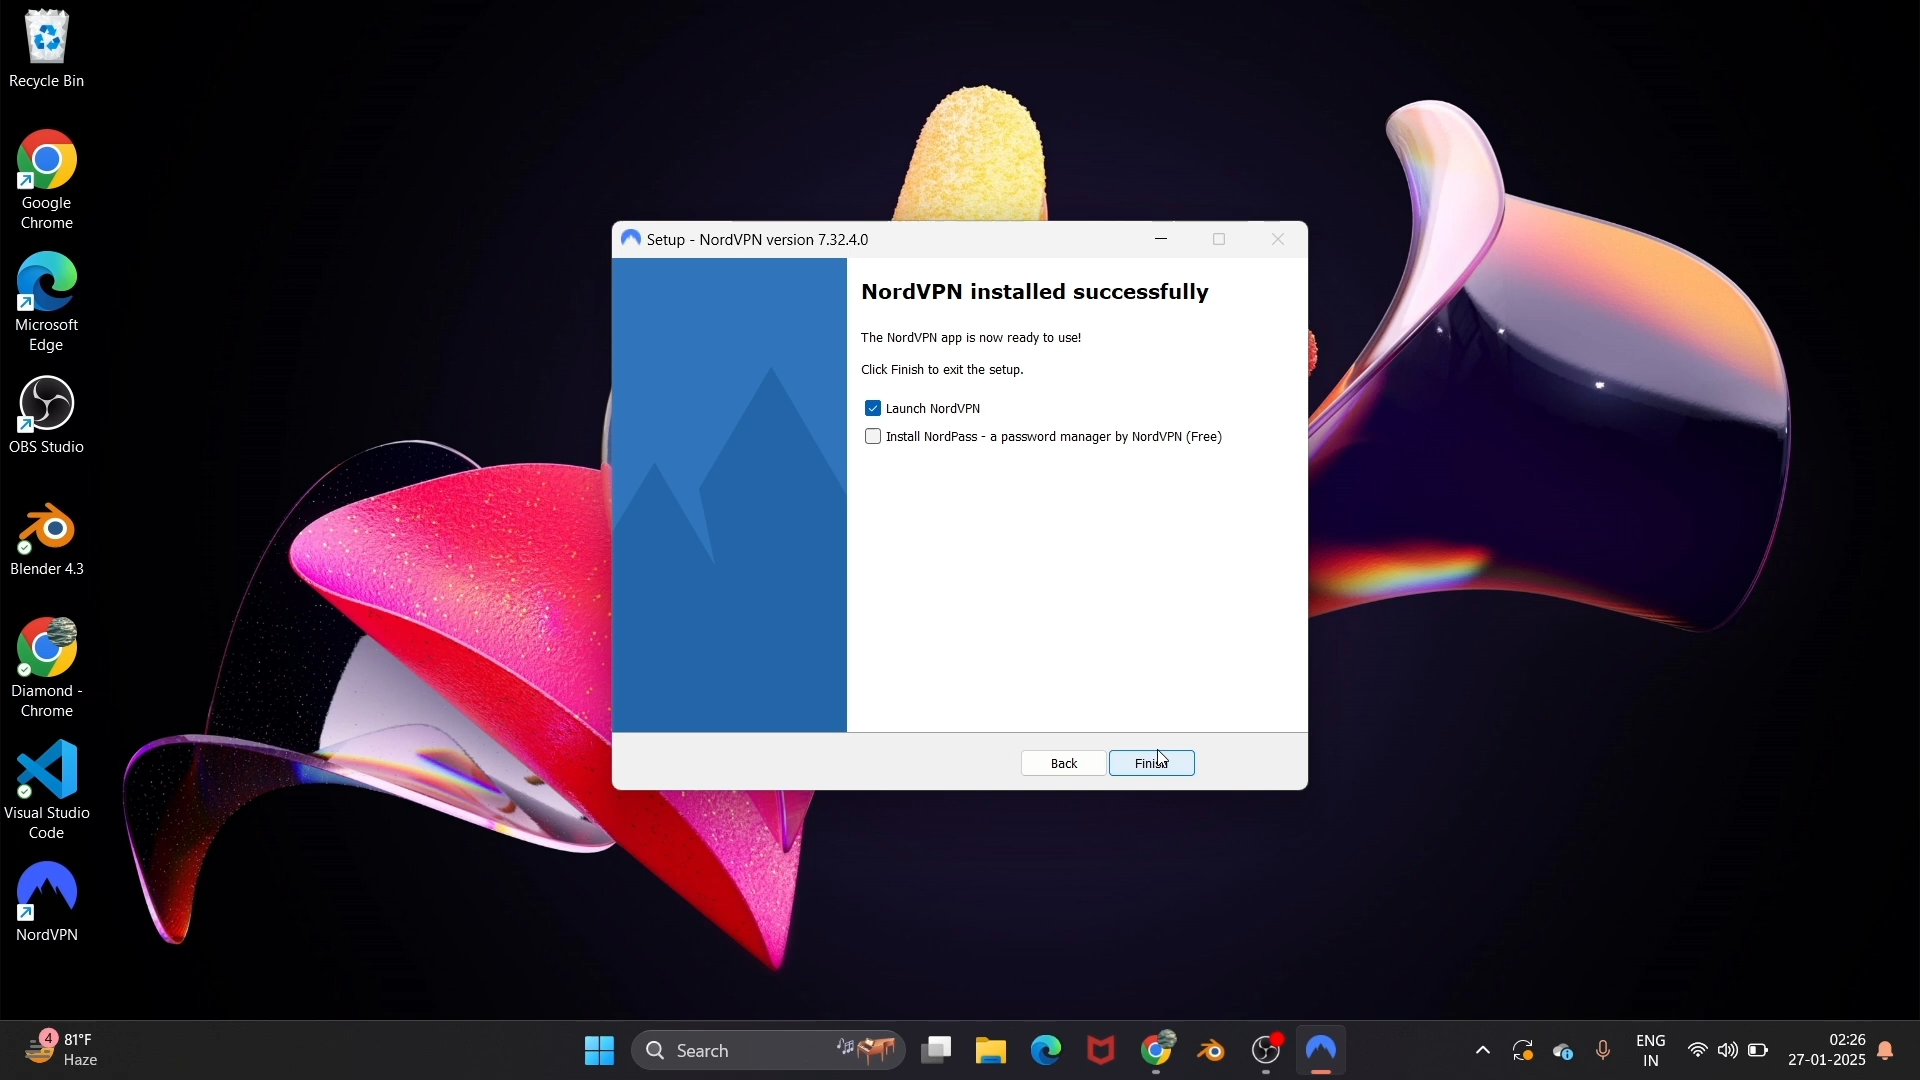 Recycle Bin
Google
Chrome
Microsoft
Edge
OBS Studio
Blender 4.3
Diamond -
Chrome
Visual Studio
Code
NordVPN
Setup - NordVPN version 7.32.4.0
NordVPN installed successfully
The NordVPN app is now ready to use!
Click Finish to exit the setup.
Launch NordVPN
Install NordPass - a password manager by NordVPN (Free)
Back
Finish
4
81°F
Haze
Search
ENG
IN
02:26
27-01-2025